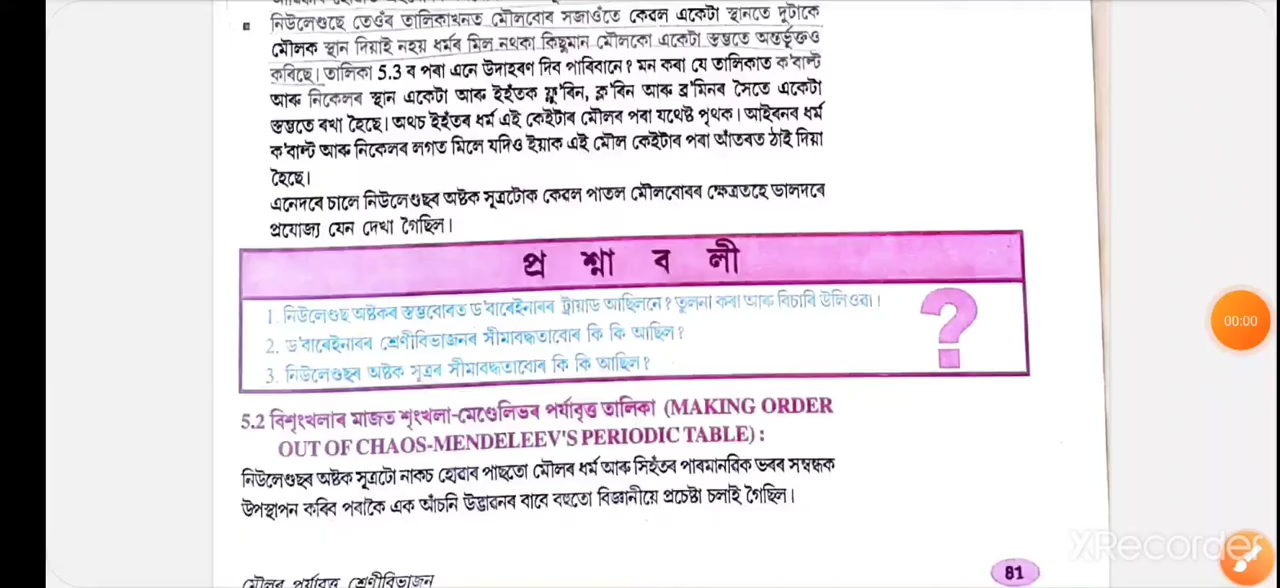 নিউলেণ্ডছে তেওঁৰ তালিকাখনত মৌলবোৰ সজাওঁতে কেৱল একেটা স্থানতে দুটাকৈ
মৌলক স্থান দিয়াই নহয় ধৰ্মৰ মিল নথকা কিছুমান মৌলকো একেটা স্তম্ভতে অন্তৰ্ভুক্তও
কৰিছে। তালিকা 5.3 ৰ পৰা এনে উদাহৰণ দিব পাৰিবানে? মন কৰা যে তালিকাত ক'বাল্ট
আৰু নিকেলৰ স্থান একেটা আৰু ইহঁতক ফ্ল'ৰিন, ক্ল'ৰিন আৰু ব্ৰ'মিনৰ সৈতে একেটা
স্তম্ভতে ৰখা হৈছে। অথচ ইহঁতৰ ধৰ্ম এই কেইটাৰ মৌলৰ পৰা যথেষ্ট পৃথক। আইৰনৰ ধৰ্ম
ক'বাল্ট আৰু নিকেলৰ লগত মিলে যদিও ইয়াক এই মৌল কেইটাৰ পৰা আঁতৰত ঠাই দিয়া
হৈছে।
এনেদৰে চালে নিউলেণ্ডছৰ অষ্টক সূত্ৰটোক কেৱল পাতল মৌলবোৰৰ ক্ষেত্ৰতহে ভালদৰে
প্ৰযোজ্য যেন দেখা গৈছিল।
প্ৰ শ্না ব লী
1. নিউলেণ্ডছ অষ্টকৰ স্তম্ভবোৰত ড'বাৰেইনাৰৰ ট্ৰায়াড আছিলনে? তুলনা কৰা আৰু বিচাৰি উলিওৱা।
2. ড'বাৰেইনাৰৰ শ্ৰেণীবিভাজনৰ সীমাবদ্ধতাবোৰ কি কি আছিল?
3. নিউলেণ্ডছৰ অষ্টক সূত্ৰৰ সীমাবদ্ধতাবোৰ কি কি আছিল?
?
00:00
5.2 বিশৃংখলাৰ মাজত শৃংখলা-মেণ্ডেলিভৰ পৰ্যাবৃত্ত তালিকা (MAKING ORDER
OUT OF CHAOS-MENDELEEV'S PERIODIC TABLE) :
নিউলেণ্ডছৰ অষ্টক সূত্ৰটো নাকচ হোৱাৰ পাছতো মৌলৰ ধৰ্ম আৰু সিহঁতৰ পাৰমানবিক ভৰৰ সম্বন্ধক
উপস্থাপন কৰিব পৰাকৈ এক আঁচনি উদ্ভাৱনৰ বাবে বহুতো বিজ্ঞানীয়ে প্ৰচেষ্টা চলাই গৈছিল।
XRecorder
মৌলৰ পৰ্যাবৃত্ত শ্ৰেণীবিভাজন
81